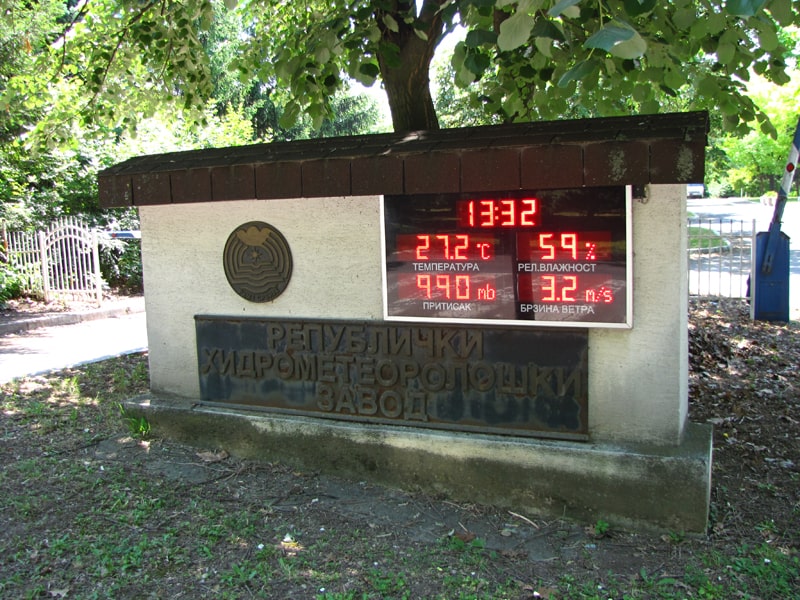 13:32
27.2 °C 59 %
ТЕМПЕРАТУРА РЕЛ.ВЛАЖНОСТ
990 mb 3.2 m/s
ПРИТИСАК БРЗИНА ВЕТРА
РЕПУБЛИЧКИ
ХИДРОМЕТЕОРОЛОШКИ
ЗАВОД